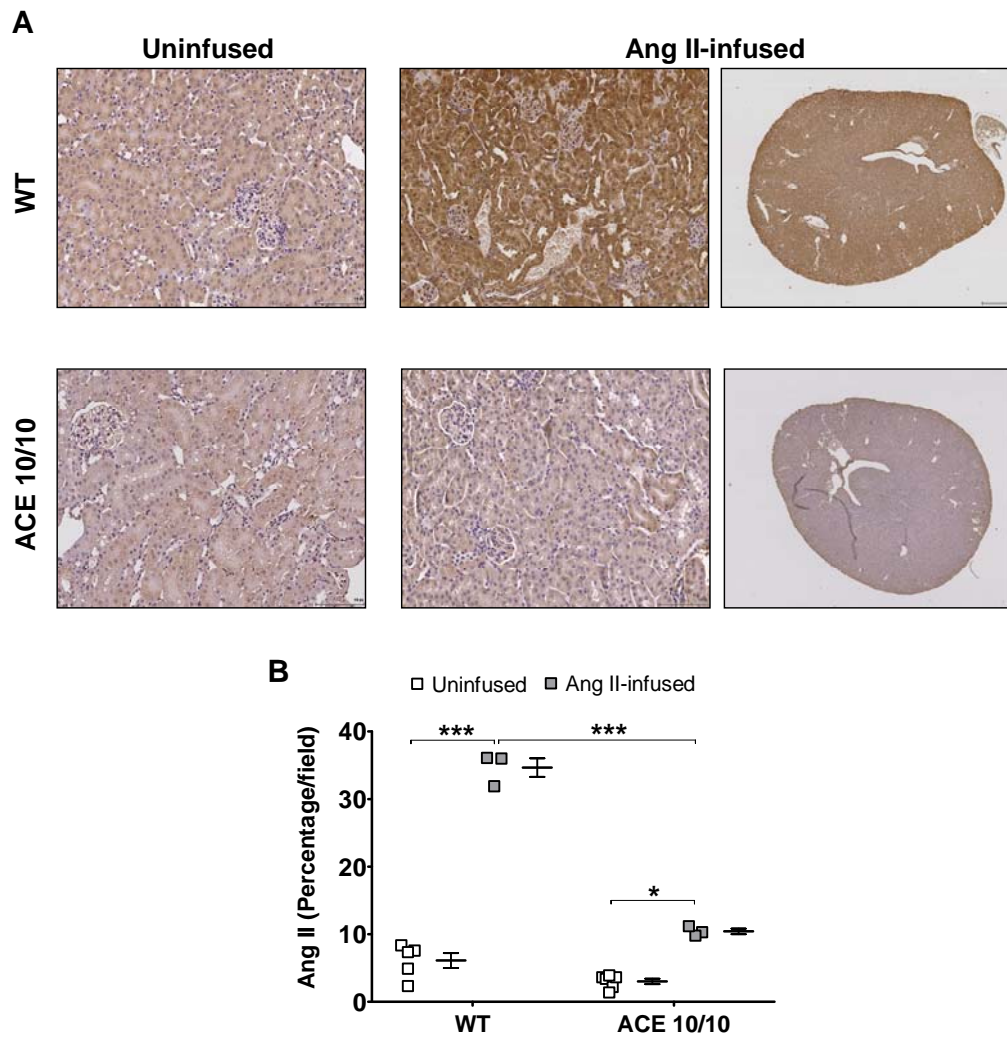 A
Uninfused
Ang II-infused
WT
ACE 10/10
B
Uninfused Ang II-infused
*** ***
*
Ang II (Percentage/field)
40
30
20
10
0
WT ACE 10/10